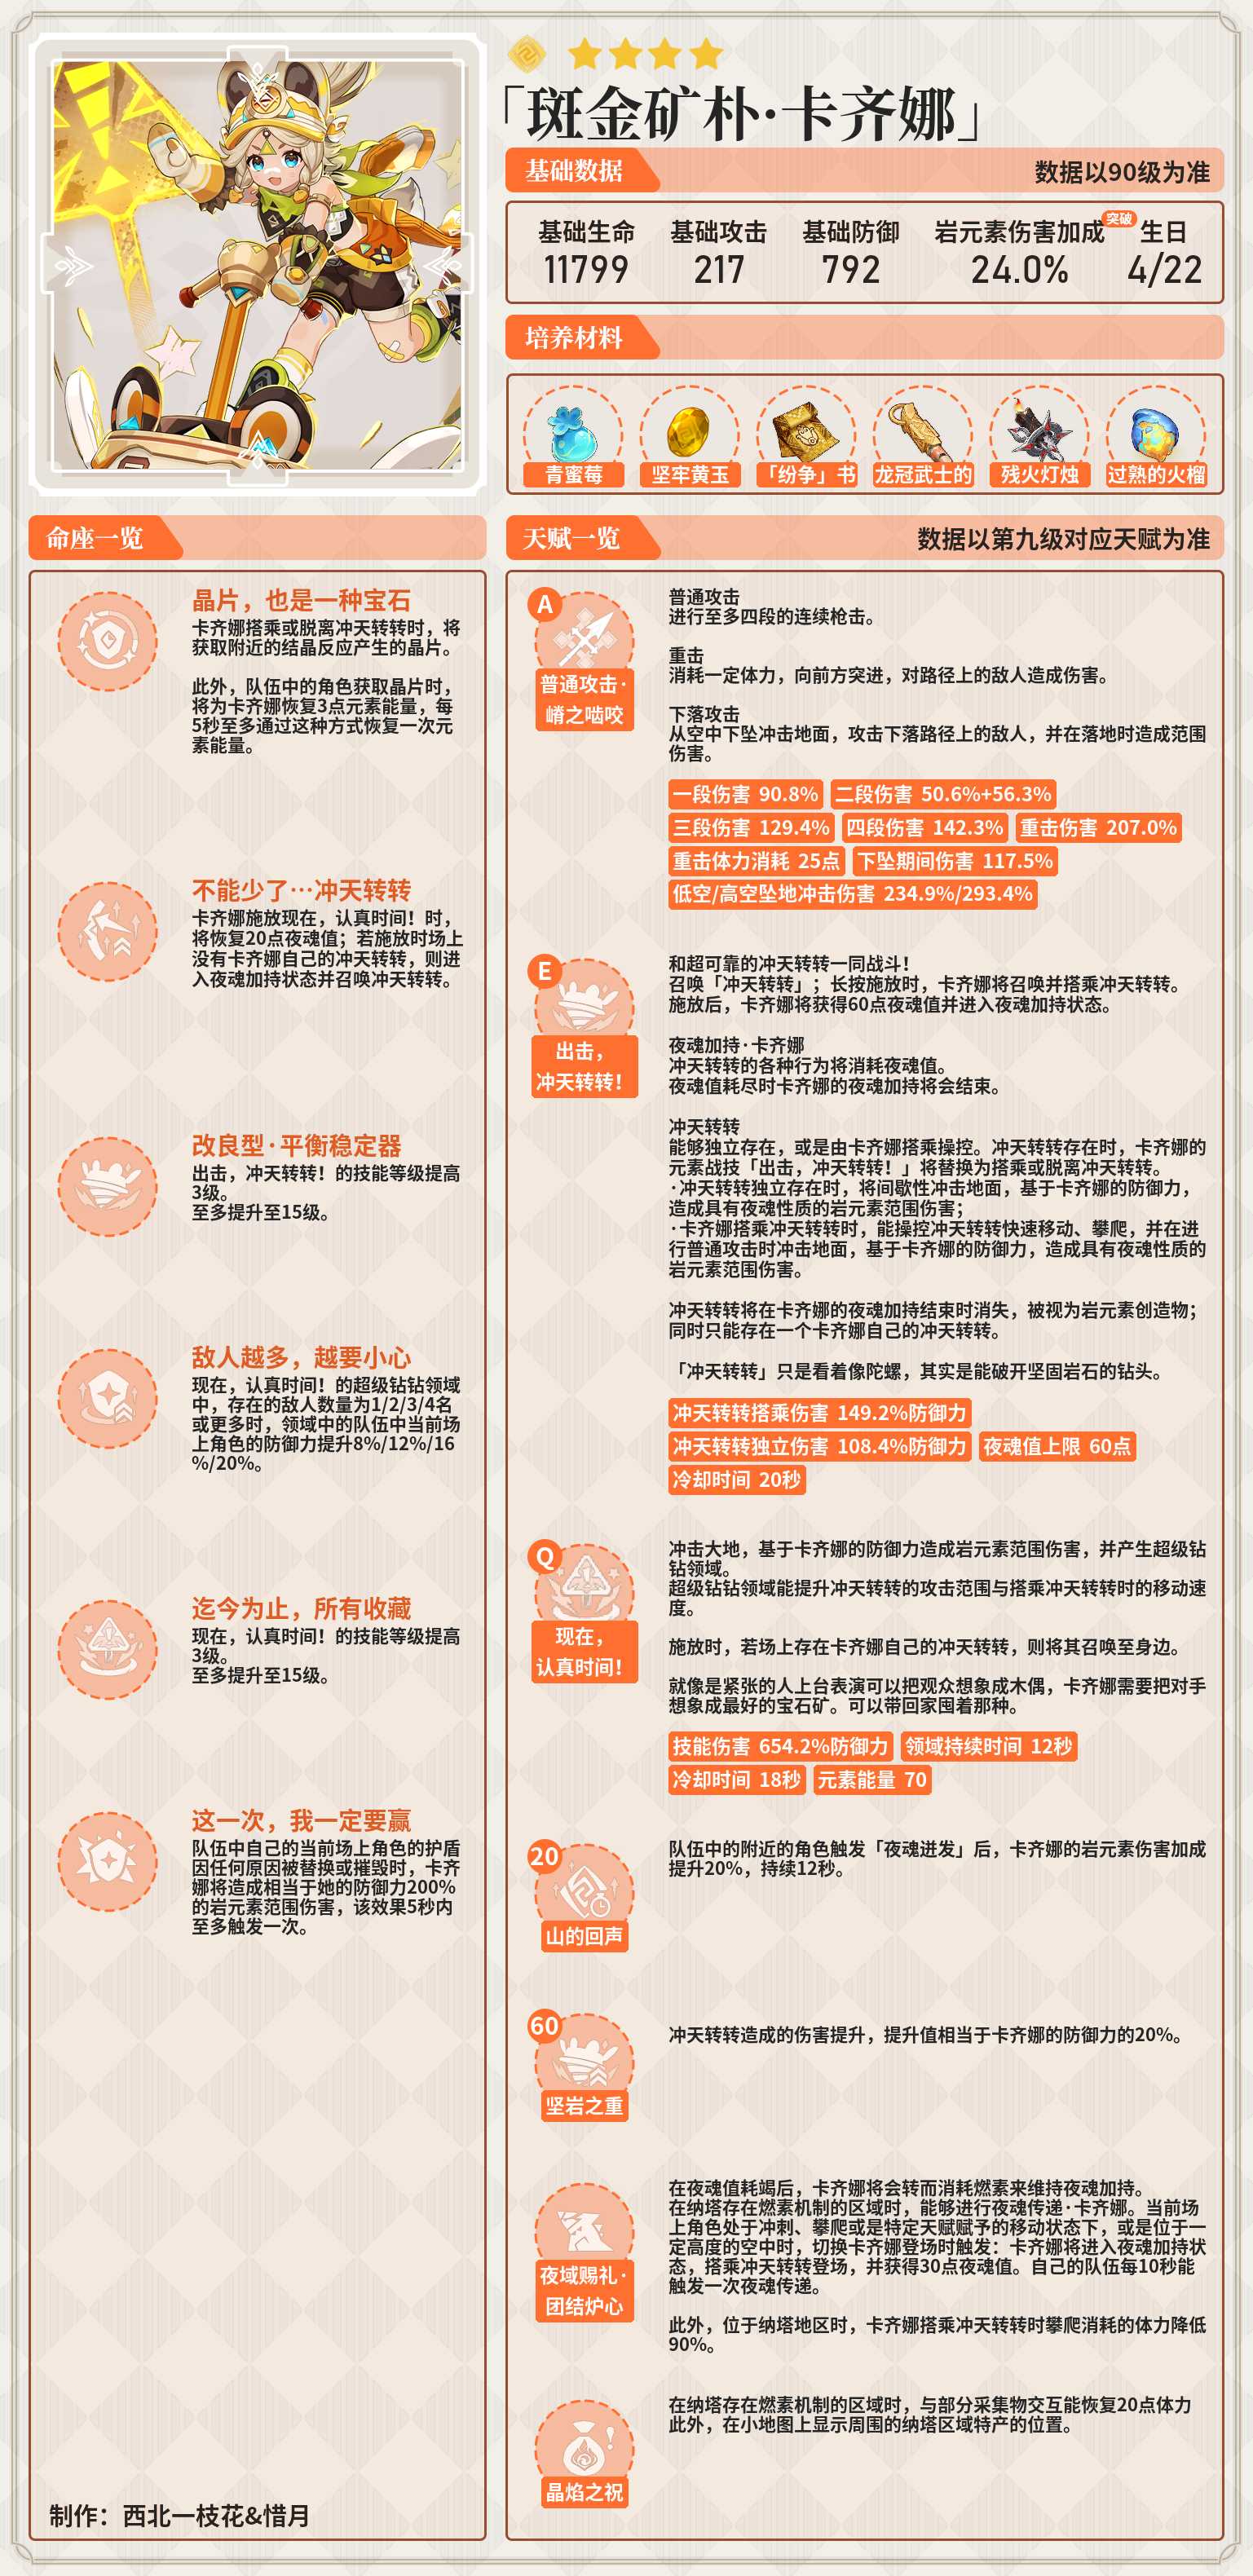 「斑金矿朴·卡齐娜」
基础数据
数据以90级为准
基础生命 基础攻击 基础防御 岩元素伤害加成 突破 生日
11799 217 792 24.0% 4/22
培养材料
青蜜莓 坚牢黄玉 「纷争」书 龙冠武士的 残火灯烛 过熟的火榴
命座一览
晶片，也是一种宝石
卡齐娜搭乘或脱离冲天转转时，将
获取附近的结晶反应产生的晶片。
此外，队伍中的角色获取晶片时，
将为卡齐娜恢复3点元素能量，每
5秒至多通过这种方式恢复一次元
素能量。
不能少了…冲天转转
卡齐娜施放现在，认真时间！时，
将恢复20点夜魂值；若施放时场上
没有卡齐娜自己的冲天转转，则进
入夜魂加持状态并召唤冲天转转。
改良型·平衡稳定器
出击，冲天转转！的技能等级提高
3级。
至多提升至15级。
敌人越多，越要小心
现在，认真时间！的超级钻钻领域
中，存在的敌人数量为1/2/3/4名
或更多时，领域中的队伍中当前场
上角色的防御力提升8%/12%/16
%/20%。
迄今为止，所有收藏
现在，认真时间！的技能等级提高
3级。
至多提升至15级。
这一次，我一定要赢
队伍中自己的当前场上角色的护盾
因任何原因被替换或摧毁时，卡齐
娜将造成相当于她的防御力200%
的岩元素范围伤害，该效果5秒内
至多触发一次。
制作：西北一枝花&惜月
天赋一览
数据以第九级对应天赋为准
A
普通攻击·
嵴之啮咬
普通攻击
进行至多四段的连续枪击。
重击
消耗一定体力，向前方突进，对路径上的敌人造成伤害。
下落攻击
从空中下坠冲击地面，攻击下落路径上的敌人，并在落地时造成范围
伤害。
一段伤害 90.8% 二段伤害 50.6%+56.3%
三段伤害 129.4% 四段伤害 142.3% 重击伤害 207.0%
重击体力消耗 25点 下坠期间伤害 117.5%
低空/高空坠地冲击伤害 234.9%/293.4%
E
出击，
冲天转转！
和超可靠的冲天转转一同战斗！
召唤「冲天转转」；长按施放时，卡齐娜将召唤并搭乘冲天转转。
施放后，卡齐娜将获得60点夜魂值并进入夜魂加持状态。
夜魂加持·卡齐娜
冲天转转的各种行为将消耗夜魂值。
夜魂值耗尽时卡齐娜的夜魂加持将会结束。
冲天转转
能够独立存在，或是由卡齐娜搭乘操控。冲天转转存在时，卡齐娜的
元素战技「出击，冲天转转！」将替换为搭乘或脱离冲天转转。
·冲天转转独立存在时，将间歇性冲击地面，基于卡齐娜的防御力，
造成具有夜魂性质的岩元素范围伤害；
·卡齐娜搭乘冲天转转时，能操控冲天转转快速移动、攀爬，并在进
行普通攻击时冲击地面，基于卡齐娜的防御力，造成具有夜魂性质的
岩元素范围伤害。
冲天转转将在卡齐娜的夜魂加持结束时消失，被视为岩元素创造物；
同时只能存在一个卡齐娜自己的冲天转转。
「冲天转转」只是看着像陀螺，其实是能破开坚固岩石的钻头。
冲天转转搭乘伤害 149.2%防御力
冲天转转独立伤害 108.4%防御力 夜魂值上限 60点
冷却时间 20秒
Q
现在，
认真时间！
冲击大地，基于卡齐娜的防御力造成岩元素范围伤害，并产生超级钻
钻领域。
超级钻钻领域能提升冲天转转的攻击范围与搭乘冲天转转时的移动速
度。
施放时，若场上存在卡齐娜自己的冲天转转，则将其召唤至身边。
就像是紧张的人上台表演可以把观众想象成木偶，卡齐娜需要把对手
想象成最好的宝石矿。可以带回家囤着那种。
技能伤害 654.2%防御力 领域持续时间 12秒
冷却时间 18秒 元素能量 70
20
山的回声
队伍中的附近的角色触发「夜魂迸发」后，卡齐娜的岩元素伤害加成
提升20%，持续12秒。
60
坚岩之重
冲天转转造成的伤害提升，提升值相当于卡齐娜的防御力的20%。
夜域赐礼·
团结炉心
在夜魂值耗竭后，卡齐娜将会转而消耗燃素来维持夜魂加持。
在纳塔存在燃素机制的区域时，能够进行夜魂传递·卡齐娜。当前场
上角色处于冲刺、攀爬或是特定天赋赋予的移动状态下，或是位于一
定高度的空中时，切换卡齐娜登场时触发：卡齐娜将进入夜魂加持状
态，搭乘冲天转转登场，并获得30点夜魂值。自己的队伍每10秒能
触发一次夜魂传递。
此外，位于纳塔地区时，卡齐娜搭乘冲天转转时攀爬消耗的体力降低
90%。
晶焰之祝
在纳塔存在燃素机制的区域时，与部分采集物交互能恢复20点体力
此外，在小地图上显示周围的纳塔区域特产的位置。